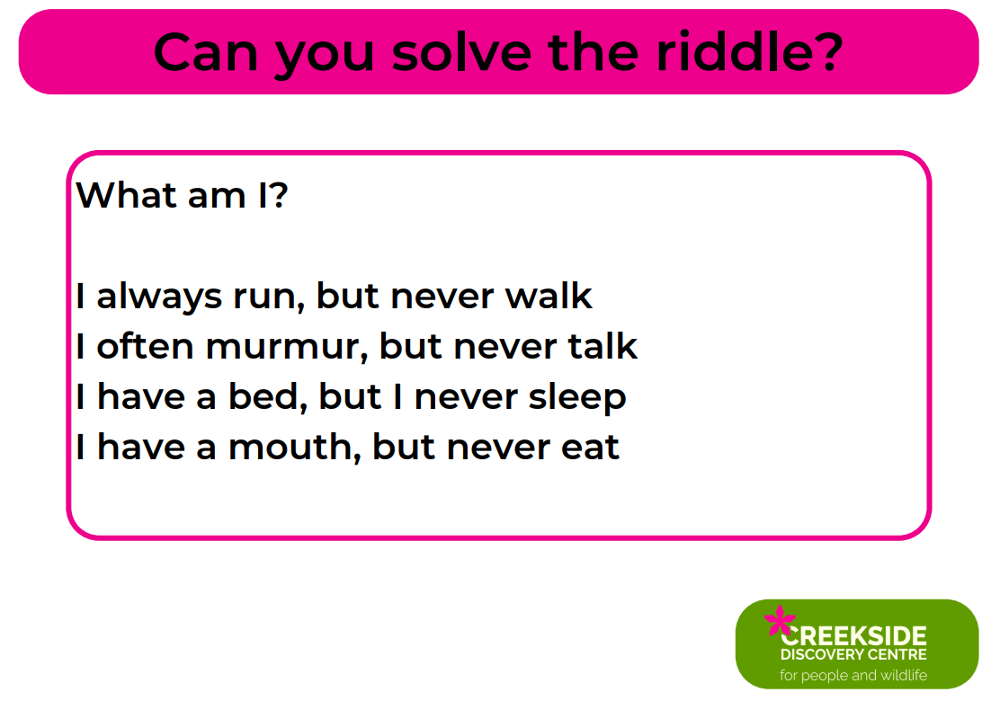 Can you solve the riddle?
What am I?
I always run, but never walk
I often murmur, but never talk
I have a bed, but I never sleep
I have a mouth, but never eat
CREEKSIDE
DISCOVERY CENTRE
for people and wildlife